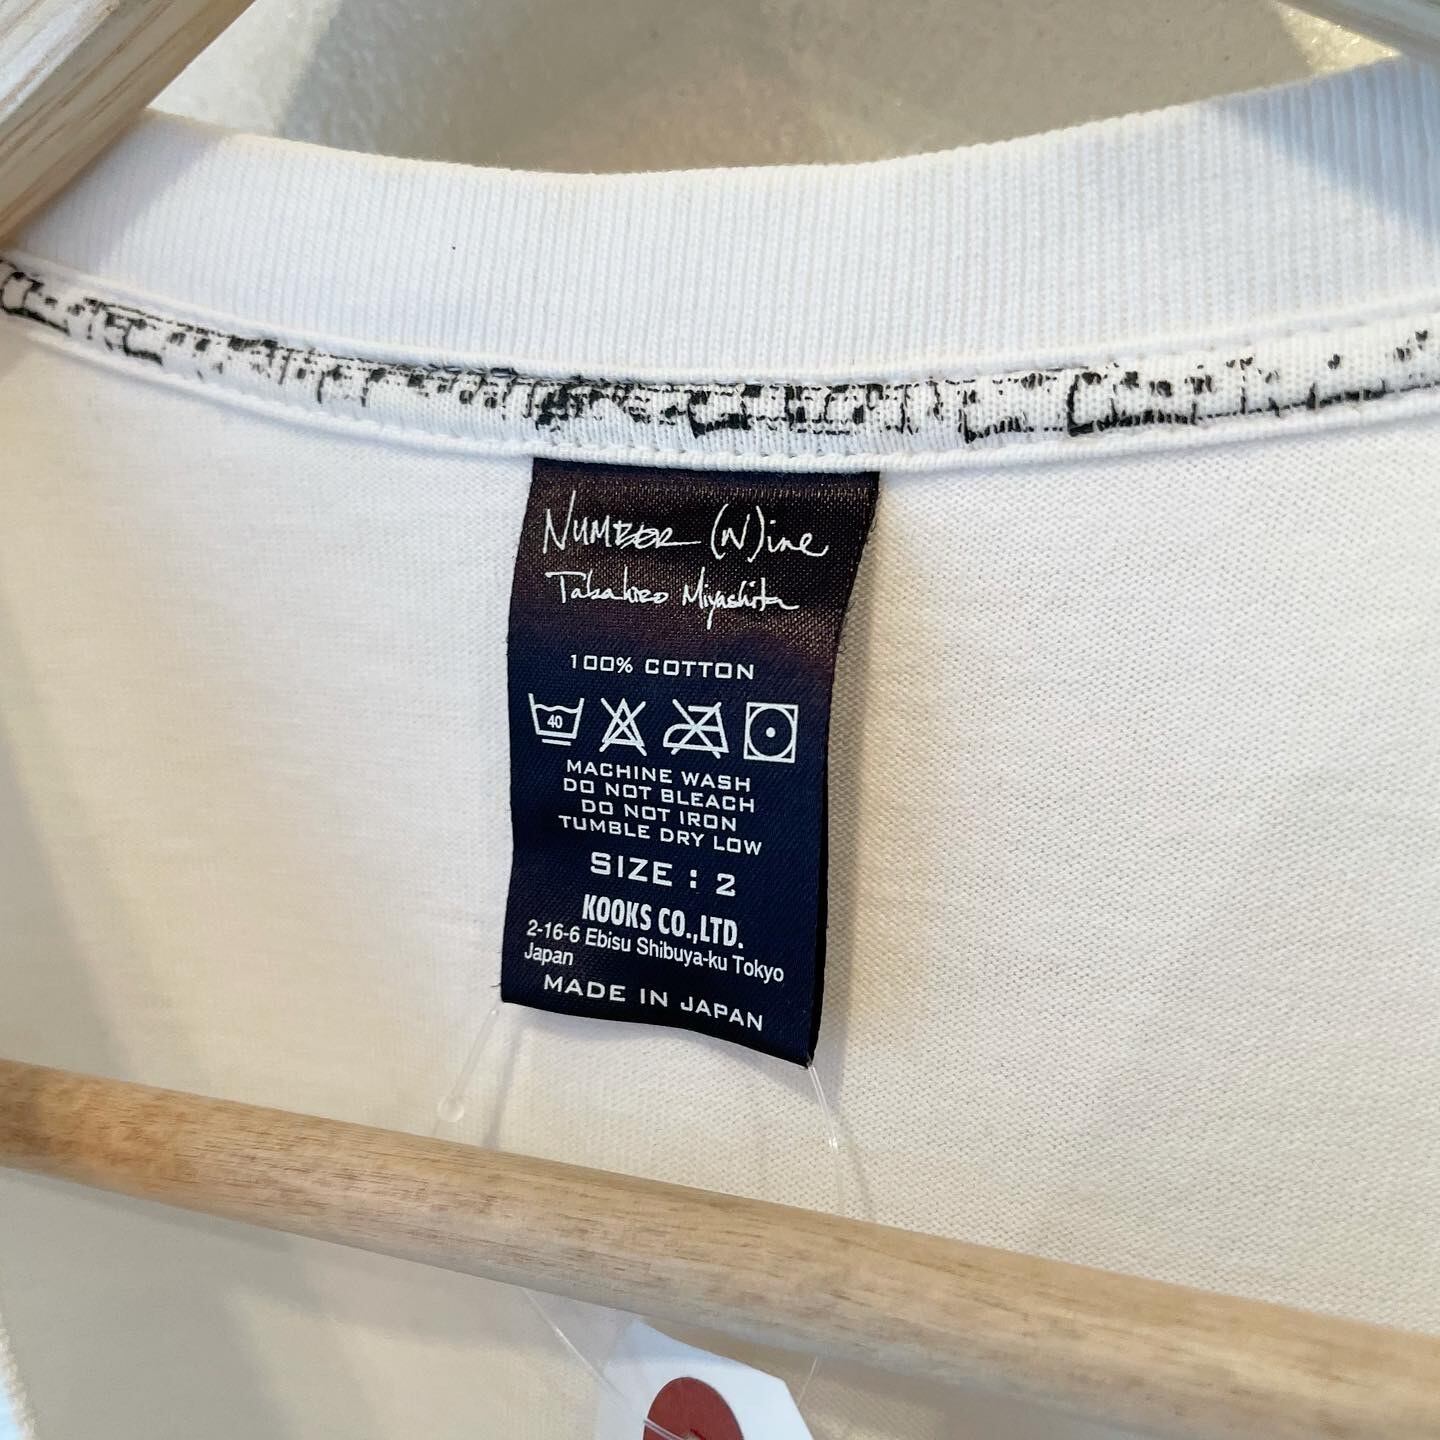 NUMBER (N)ine
Takahiro Miyashita
100% COTTON
40
MACHINE WASH
DO NOT BLEACH
DO NOT IRON
TUMBLE DRY LOW
SIZE : 2
KOOKS CO.,LTD.
2-16-6 Ebisu Shibuya-ku Tokyo
Japan
MADE IN JAPAN